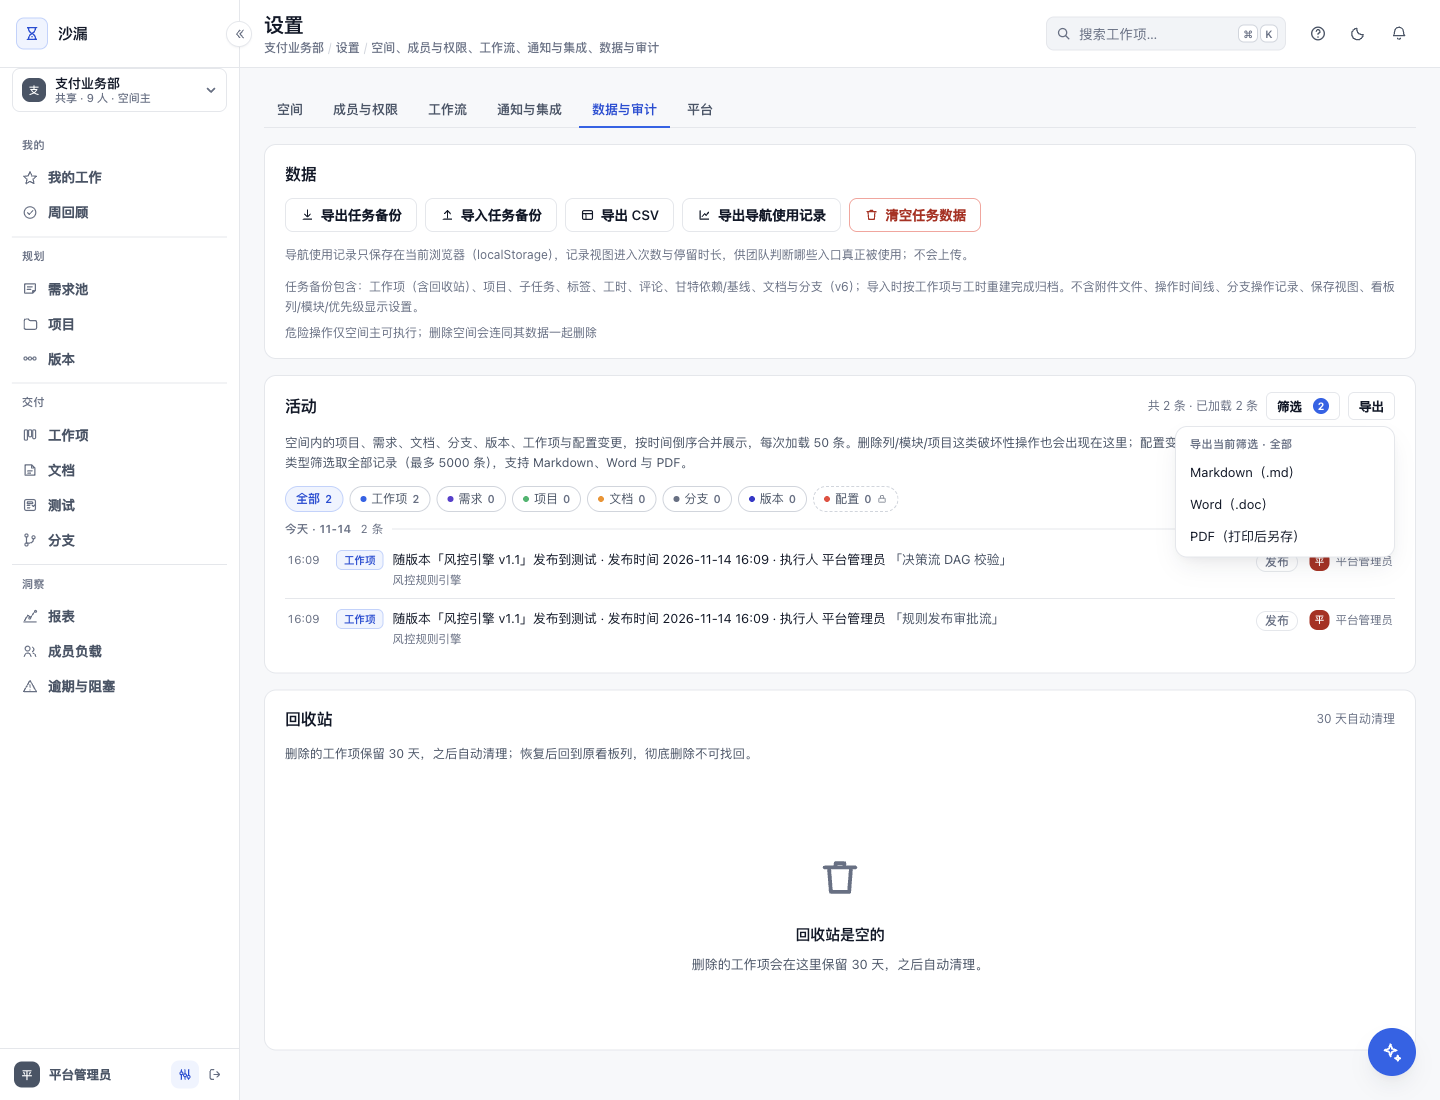 沙漏
设置
支付业务部 / 设置 / 空间、成员与权限、工作流、通知与集成、数据与审计
搜索工作项... ⌘ K
支 支付业务部
共享 · 9 人 · 空间主
我的
我的工作
周回顾
规划
需求池
项目
版本
交付
工作项
文档
测试
分支
洞察
报表
成员负载
逾期与阻塞
平 平台管理员
空间 成员与权限 工作流 通知与集成 数据与审计 平台
数据
导出任务备份 导入任务备份 导出 CSV 导出导航使用记录 清空任务数据
导航使用记录只保存在当前浏览器（localStorage），记录视图进入次数与停留时长，供团队判断哪些入口真正被使用；不会上传。
任务备份包含：工作项（含回收站）、项目、子任务、标签、工时、评论、甘特依赖/基线、文档与分支（v6）；导入时按工作项与工时重建完成归档。不含附件文件、操作时间线、分支操作记录、保存视图、看板
列/模块/优先级显示设置。
危险操作仅空间主可执行；删除空间会连同其数据一起删除
活动
共 2 条 · 已加载 2 条 筛选 2 导出
空间内的项目、需求、文档、分支、版本、工作项与配置变更，按时间倒序合并展示，每次加载 50 条。删除列/模块/项目这类破坏性操作也会出现在这里；配置变
类型筛选取全部记录（最多 5000 条），支持 Markdown、Word 与 PDF。
导出当前筛选 · 全部
Markdown（.md）
Word（.doc）
PDF（打印后另存）
全部 2 工作项 2 需求 0 项目 0 文档 0 分支 0 版本 0 配置 0
今天 · 11-14 2 条
16:09 工作项 随版本「风控引擎 v1.1」发布到测试 · 发布时间 2026-11-14 16:09 · 执行人 平台管理员 「决策流 DAG 校验」 发布 平 平台管理员
风控规则引擎
16:09 工作项 随版本「风控引擎 v1.1」发布到测试 · 发布时间 2026-11-14 16:09 · 执行人 平台管理员 「规则发布审批流」 发布 平 平台管理员
风控规则引擎
回收站
30 天自动清理
删除的工作项保留 30 天，之后自动清理；恢复后回到原看板列，彻底删除不可找回。
回收站是空的
删除的工作项会在这里保留 30 天，之后自动清理。